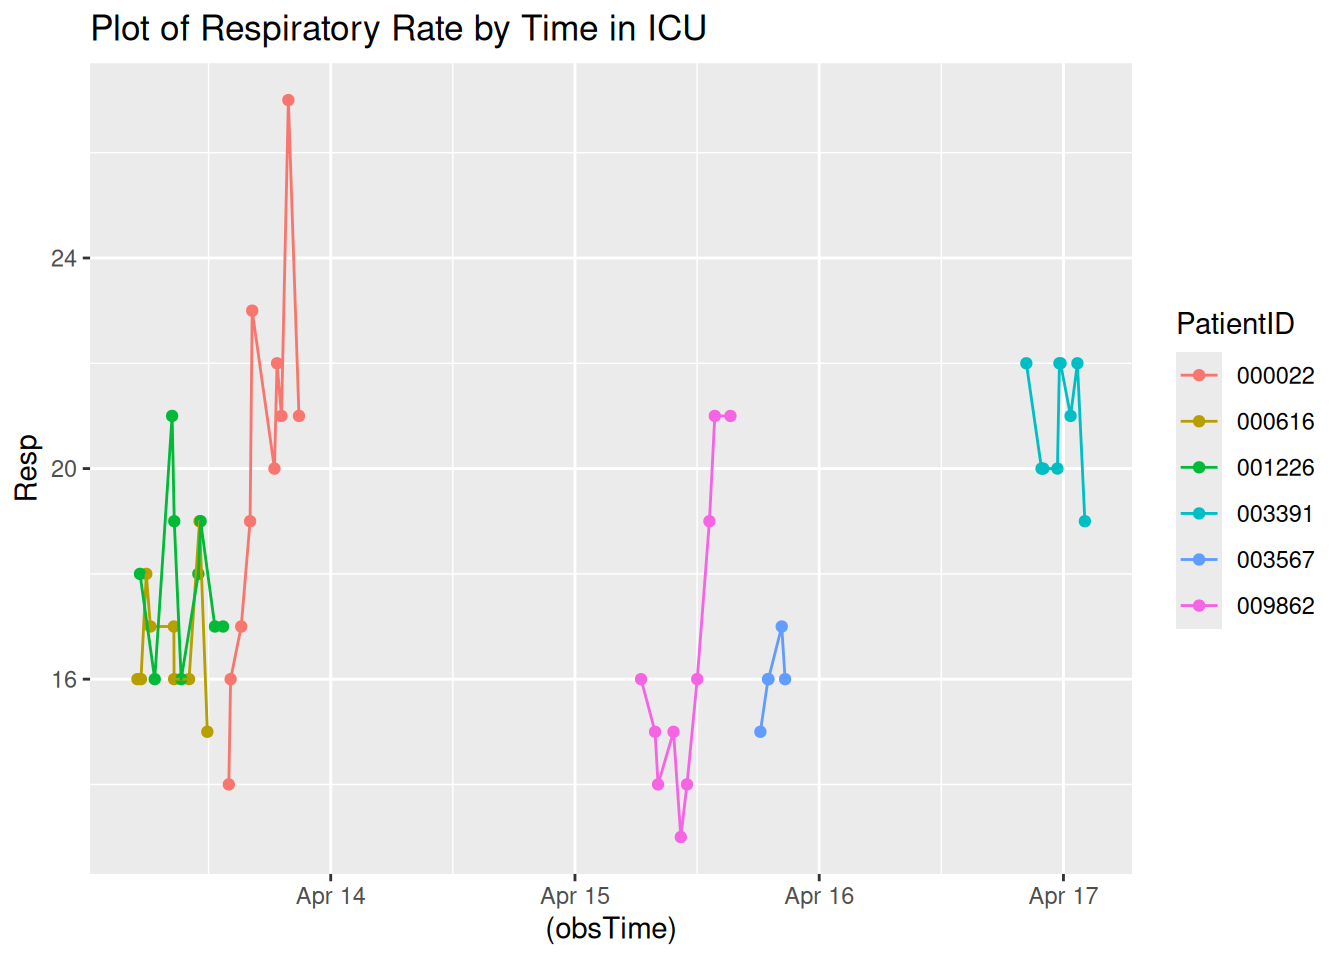 Plot of Respiratory Rate by Time in ICU
Resp
24
20
16
Apr 14
Apr 15
Apr 16
Apr 17
(obsTime)
PatientID
000022
000616
001226
003391
003567
009862